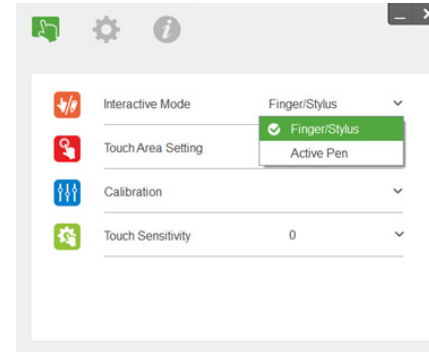 Interactive Mode Finger/Stylus
Finger/Stylus
Touch Area Setting
Active Pen
Calibration
Touch Sensitivity 0